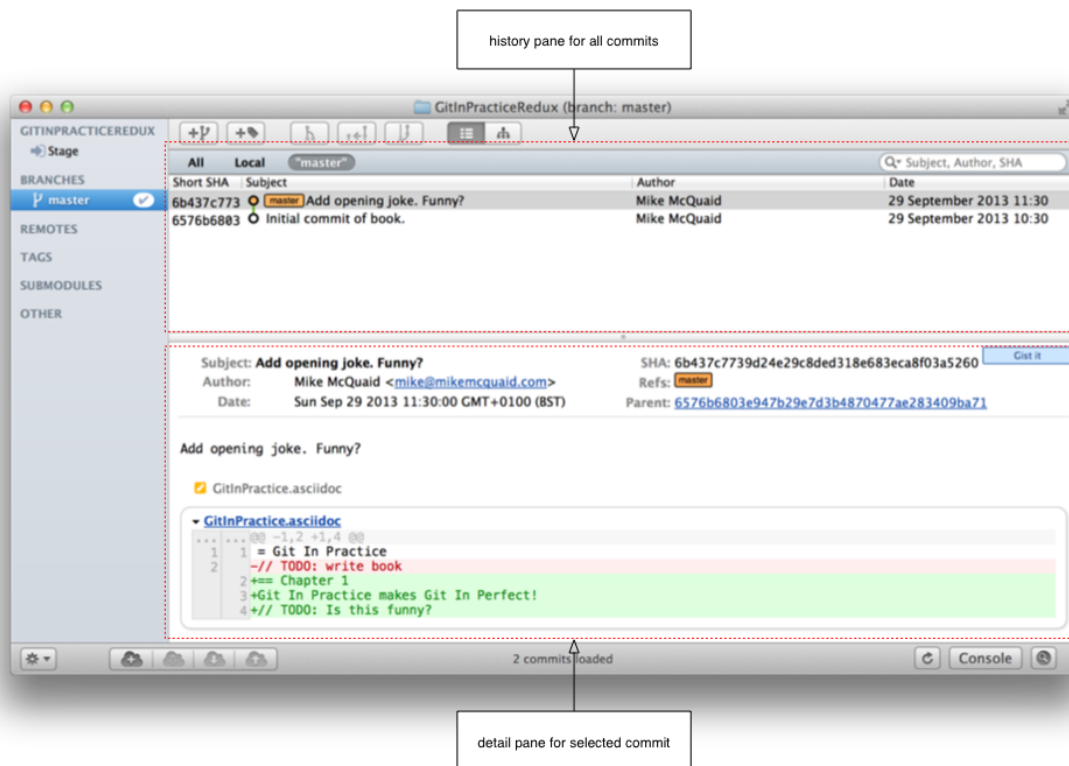 history pane for all commits
GitInPracticeRedux (branch: master)
GITINPRACTICEREDUX
Stage
BRANCHES
master
REMOTES
TAGS
SUBMODULES
OTHER
All Local "master"
Subject, Author, SHA
Short SHA Subject Author Date
6b437c773 master Add opening joke. Funny? Mike McQuaid 29 September 2013 11:30
6576b6803 Initial commit of book. Mike McQuaid 29 September 2013 10:30
Subject: Add opening joke. Funny? SHA: 6b437c7739d24e29c8ded318e683eca8f03a5260 Gist it
Author: Mike McQuaid <mike@mikemcquaid.com> Refs: master
Date: Sun Sep 29 2013 11:30:00 GMT+0100 (BST) Parent: 6576b6803e947b29e7d3b4870477ae283409ba71
Add opening joke. Funny?
GitInPractice.asciidoc
GitInPractice.asciidoc
... ... @@ -1,2 +1,4 @@
1 1 = Git In Practice
2 -// TODO: write book
2 +== Chapter 1
3 +Git In Practice makes Git In Perfect!
4 +// TODO: Is this funny?
2 commits loaded
Console
detail pane for selected commit